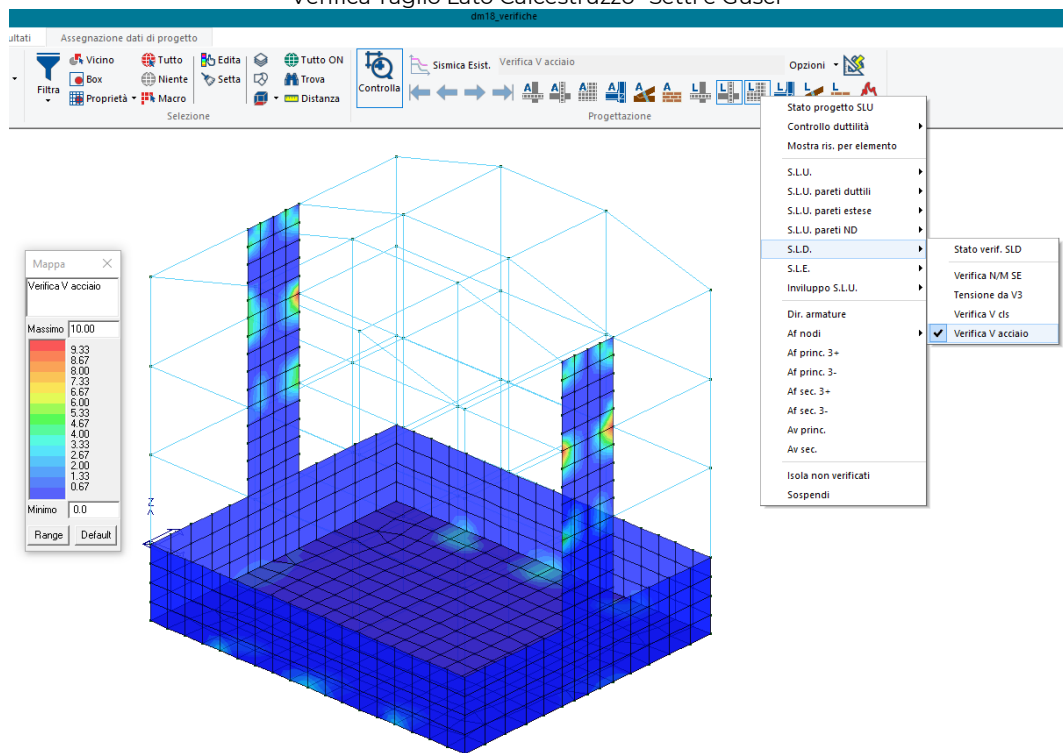 Verifica Taglio Lato Calcestruzzo- Setti e Gusci
dm18_verifiche
ultati Assegnazione dati di progetto
Filtra
Vicino
Box
Proprietà
Tutto
Niente
Macro
Edita
Setta
Tutto ON
Trova
Distanza
Selezione
Controlla
Sismica Esist.
Verifica V acciaio
Opzioni
Progettazione
Stato progetto SLU
Controllo duttilità
Mostra ris. per elemento
S.L.U.
S.L.U. pareti duttili
S.L.U. pareti estese
S.L.U. pareti ND
S.L.D.
S.L.E.
Inviluppo S.L.U.
Dir. armature
Af nodi
Af princ. 3+
Af princ. 3-
Af sec. 3+
Af sec. 3-
Av princ.
Av sec.
Isola non verificati
Sospendi
Stato verif. SLD
Verifica N/M SE
Tensione da V3
Verifica V cls
Verifica V acciaio
Mappa
Verifica V acciaio
Massimo 10.00
9.33
8.67
8.00
7.33
6.67
6.00
5.33
4.67
4.00
3.33
2.67
2.00
1.33
0.67
Minimo 0.0
Range Default
Z